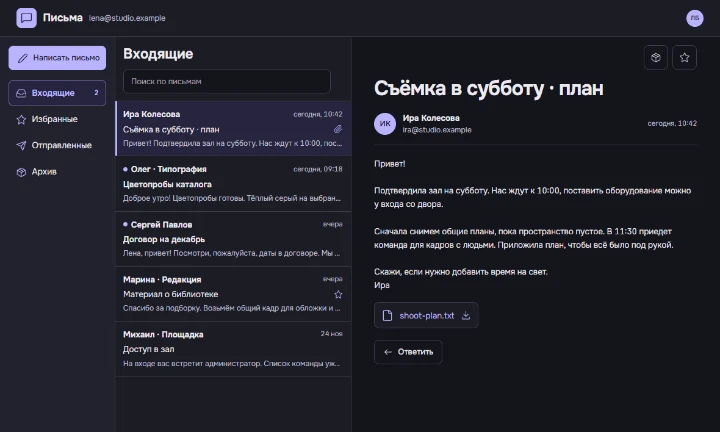 Письма
lena@studio.example
ЛБ
Написать письмо
Входящие
2
Избранные
Отправленные
Архив
Входящие
Поиск по письмам
Ира Колесова
сегодня, 10:42
Съёмка в субботу · план
Привет! Подтвердила зал на субботу. Нас ждут к 10:00, пос...
Олег · Типография
сегодня, 09:18
Цветопробы каталога
Доброе утро! Цветопробы готовы. Тёплый серый на выбран...
Сергей Павлов
вчера
Договор на декабрь
Лена, привет! Посмотри, пожалуйста, даты в договоре. Мы ...
Марина · Редакция
вчера
Материал о библиотеке
Спасибо за подборку. Возьмём общий кадр для обложки и ...
Михаил · Площадка
24 ноя
Доступ в зал
На входе вас встретит администратор. Список команды уж...
Съёмка в субботу · план
ИК
Ира Колесова
ira@studio.example
сегодня, 10:42
Привет!
Подтвердила зал на субботу. Нас ждут к 10:00, поставить оборудование можно
у входа со двора.
Сначала снимем общие планы, пока пространство пустое. В 11:30 приедет
команда для кадров с людьми. Приложила план, чтобы всё было под рукой.
Скажи, если нужно добавить время на свет.
Ира
shoot-plan.txt
Ответить